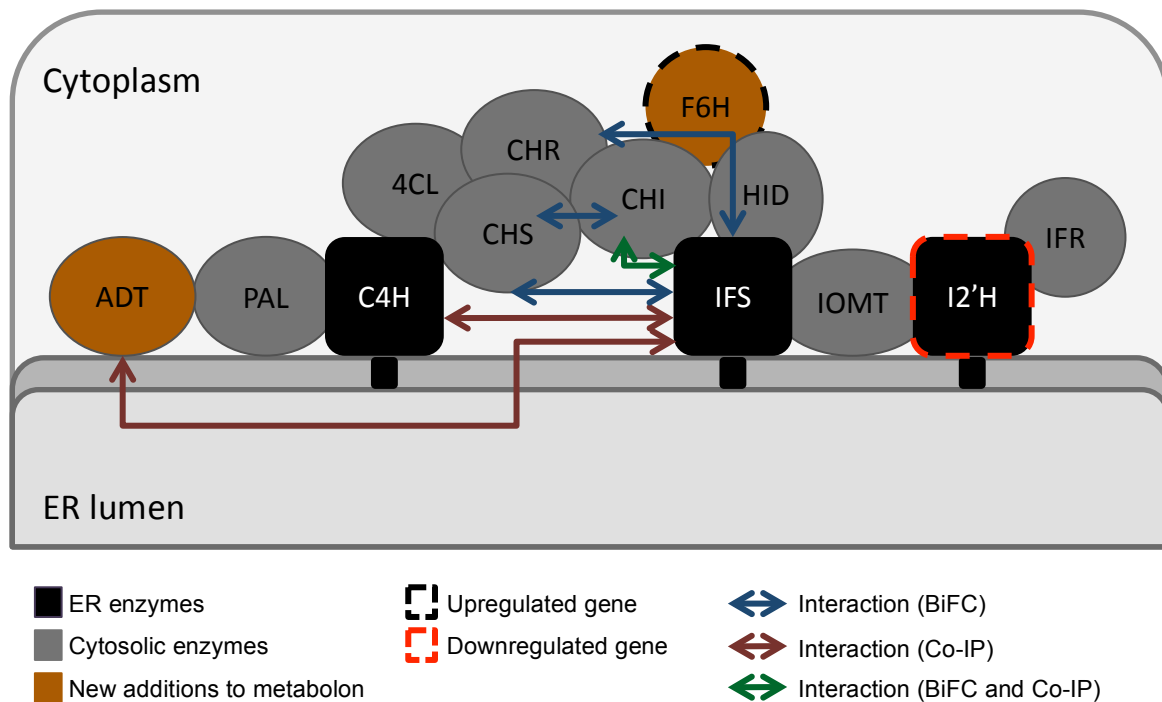 Cytoplasm
F6H
CHR
4CL
CHI
HID
CHS
IFR
ADT
PAL
C4H
IFS
IOMT
I2’H
ER lumen
ER enzymes
Cytosolic enzymes
New additions to metabolon
Upregulated gene
Downregulated gene
Interaction (BiFC)
Interaction (Co-IP)
Interaction (BiFC and Co-IP)